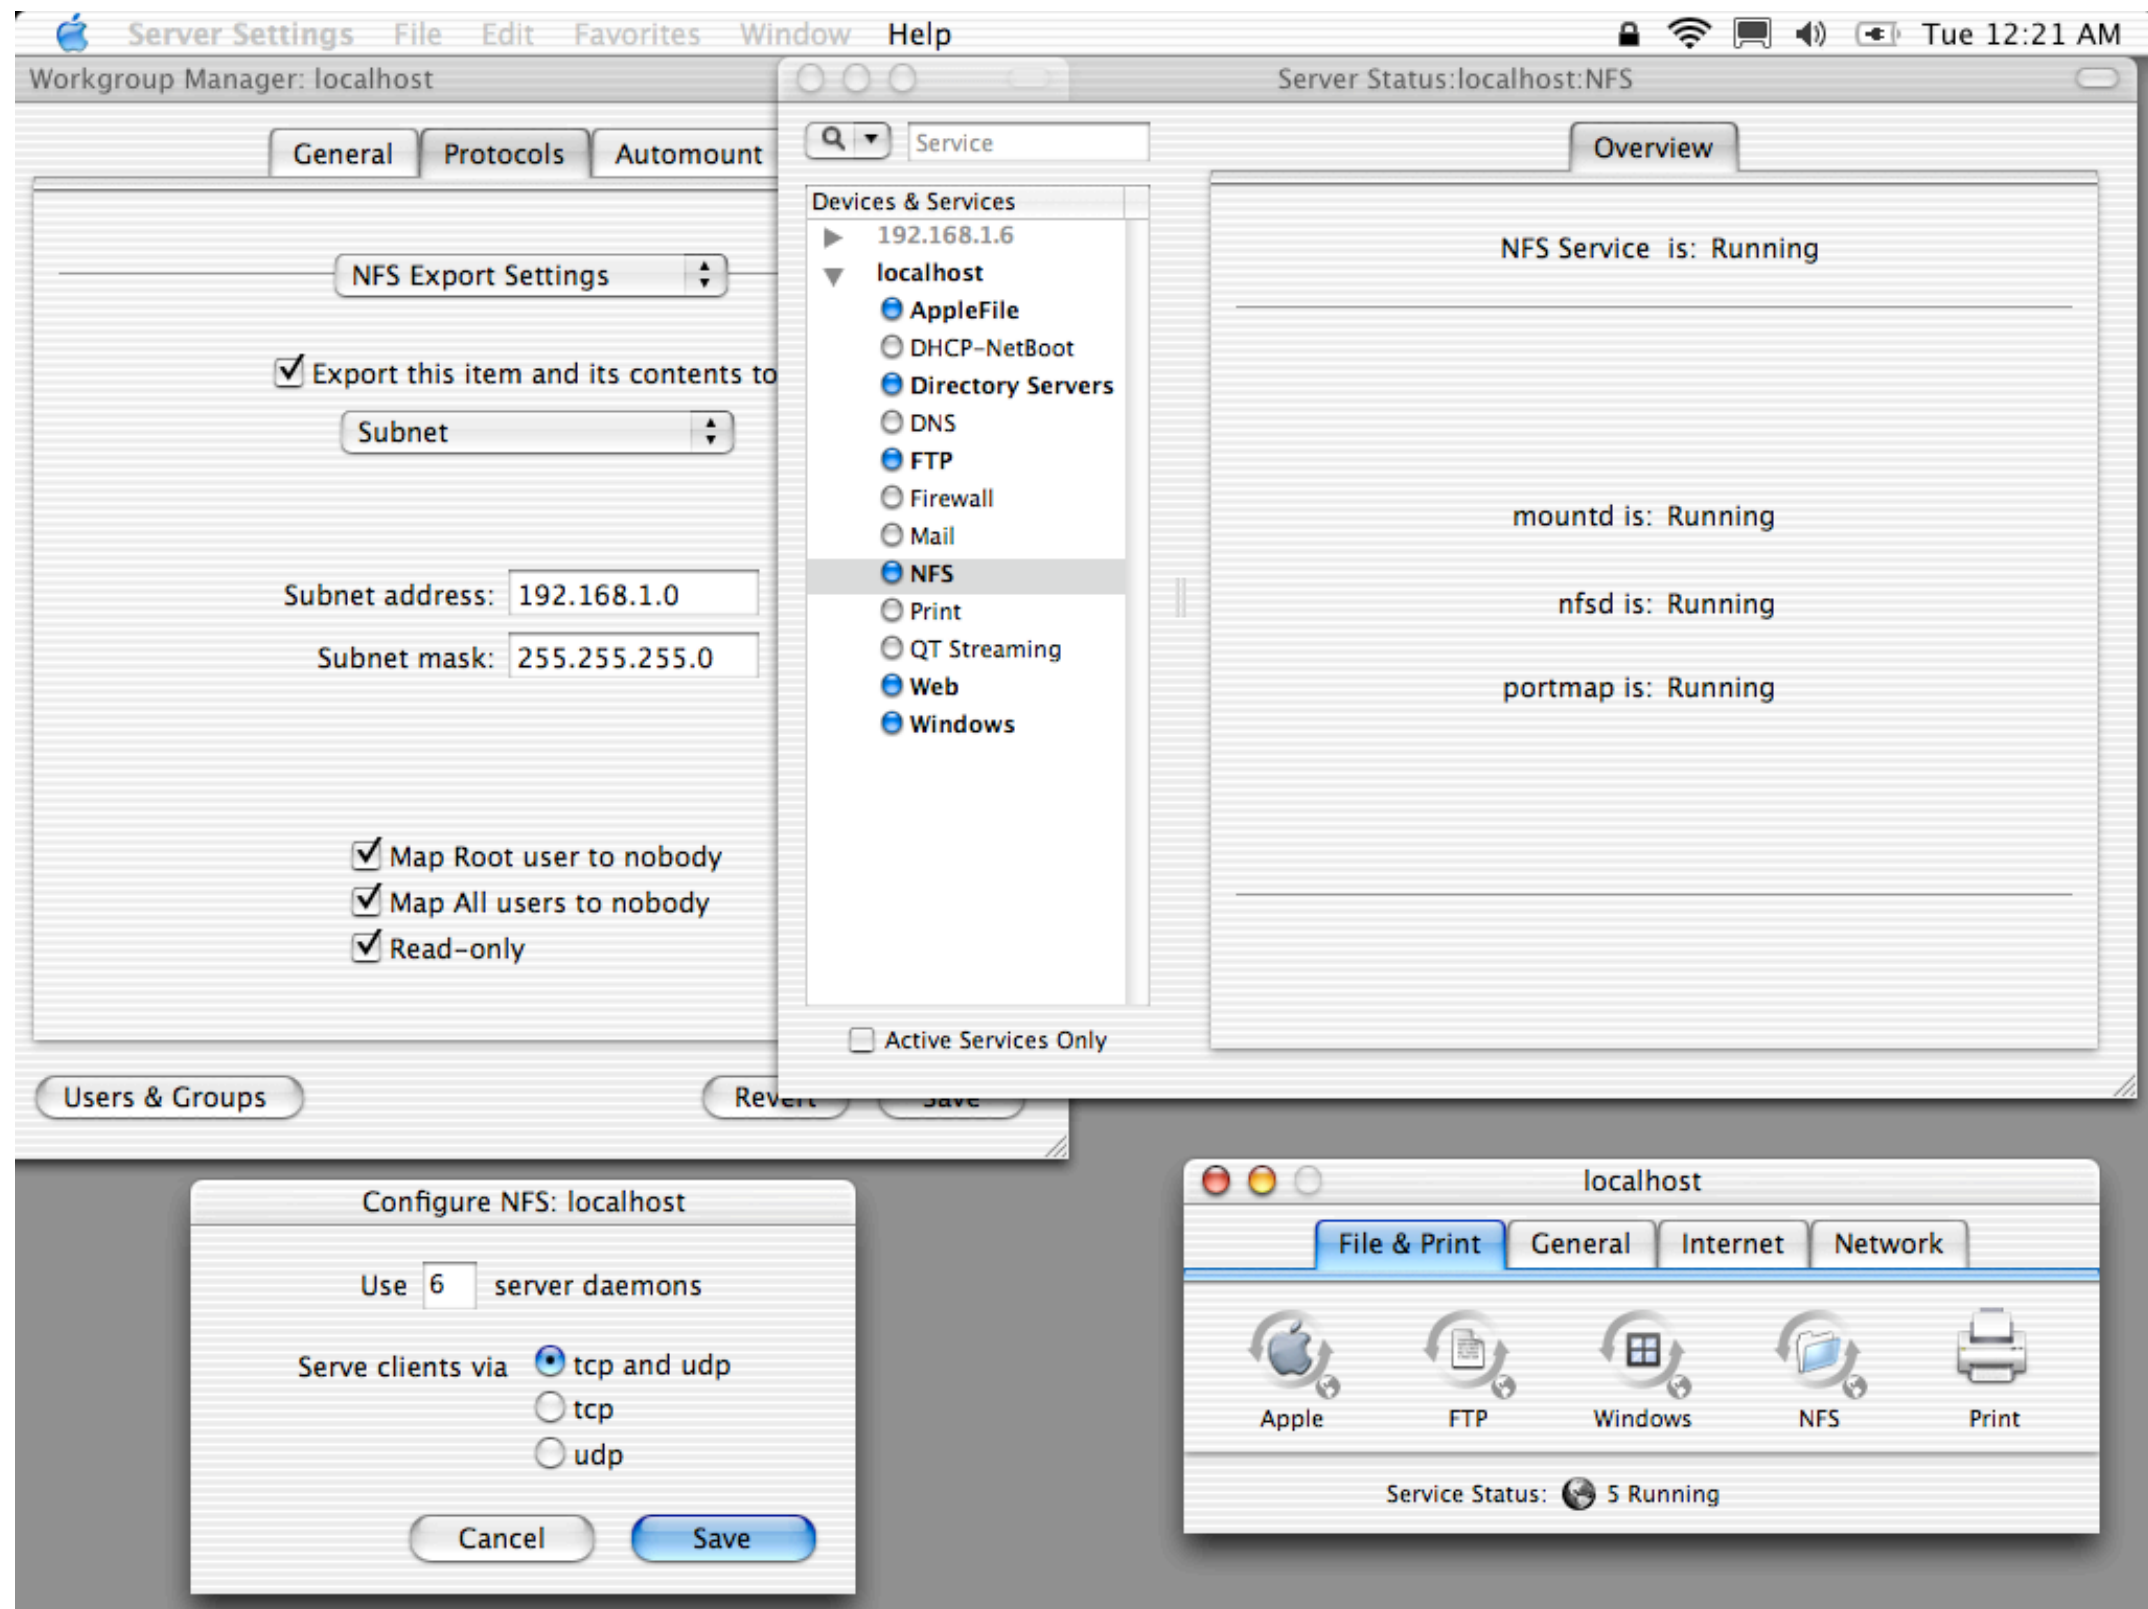 Server Settings File Edit Favorites Window Help Tue 12:21 AM
Workgroup Manager: localhost
General Protocols Automount
NFS Export Settings
Export this item and its contents to
Subnet
Subnet address: 192.168.1.0
Subnet mask: 255.255.255.0
Map Root user to nobody
Map All users to nobody
Read-only
Users & Groups Revert Save
Server Status:localhost:NFS
Service
Overview
Devices & Services
192.168.1.6
localhost
AppleFile
DHCP-NetBoot
Directory Servers
DNS
FTP
Firewall
Mail
NFS
Print
QT Streaming
Web
Windows
Active Services Only
NFS Service is: Running
mountd is: Running
nfsd is: Running
portmap is: Running
Configure NFS: localhost
Use 6 server daemons
Serve clients via tcp and udp
tcp
udp
Cancel Save
localhost
File & Print General Internet Network
Apple FTP Windows NFS Print
Service Status: 5 Running